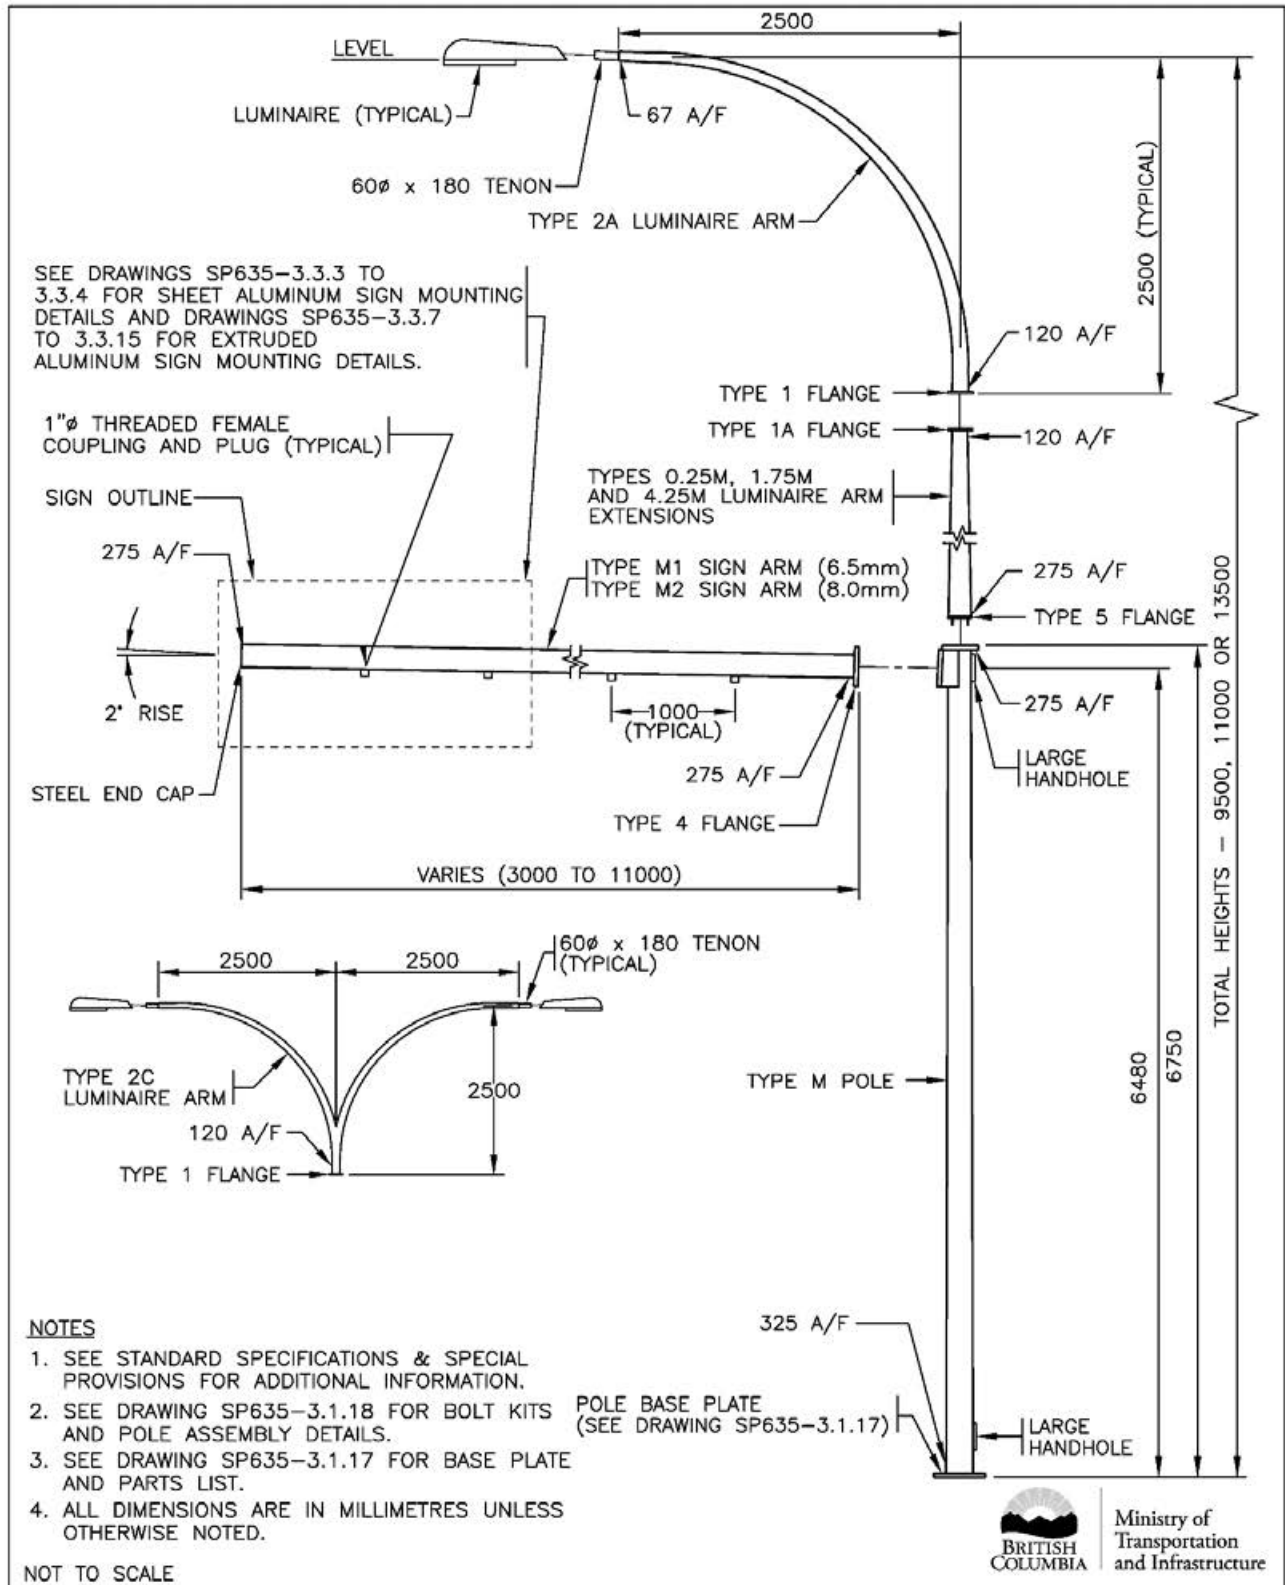 2500
LEVEL
LUMINAIRE (TYPICAL)
67 A/F
60ø x 180 TENON
TYPE 2A LUMINAIRE ARM
2500 (TYPICAL)
SEE DRAWINGS SP635-3.3.3 TO
3.3.4 FOR SHEET ALUMINUM SIGN MOUNTING
DETAILS AND DRAWINGS SP635-3.3.7
TO 3.3.15 FOR EXTRUDED
ALUMINUM SIGN MOUNTING DETAILS.
120 A/F
TYPE 1 FLANGE
TYPE 1A FLANGE
120 A/F
1"ø THREADED FEMALE
COUPLING AND PLUG (TYPICAL)
TYPES 0.25M, 1.75M
AND 4.25M LUMINAIRE ARM
EXTENSIONS
SIGN OUTLINE
275 A/F
TYPE M1 SIGN ARM (6.5mm)
TYPE M2 SIGN ARM (8.0mm)
275 A/F
TYPE 5 FLANGE
2° RISE
1000
(TYPICAL)
275 A/F
275 A/F
LARGE
HANDHOLE
STEEL END CAP
TYPE 4 FLANGE
VARIES (3000 TO 11000)
TOTAL HEIGHTS – 9500, 11000 OR 13500
60ø x 180 TENON
(TYPICAL)
2500
2500
TYPE 2C
LUMINAIRE ARM
2500
120 A/F
TYPE 1 FLANGE
TYPE M POLE
6480
6750
325 A/F
POLE BASE PLATE
(SEE DRAWING SP635-3.1.17)
LARGE
HANDHOLE
NOTES
1. SEE STANDARD SPECIFICATIONS & SPECIAL
PROVISIONS FOR ADDITIONAL INFORMATION.
2. SEE DRAWING SP635-3.1.18 FOR BOLT KITS
AND POLE ASSEMBLY DETAILS.
3. SEE DRAWING SP635-3.1.17 FOR BASE PLATE
AND PARTS LIST.
4. ALL DIMENSIONS ARE IN MILLIMETRES UNLESS
OTHERWISE NOTED.
NOT TO SCALE
BRITISH
COLUMBIA
Ministry of
Transportation
and Infrastructure